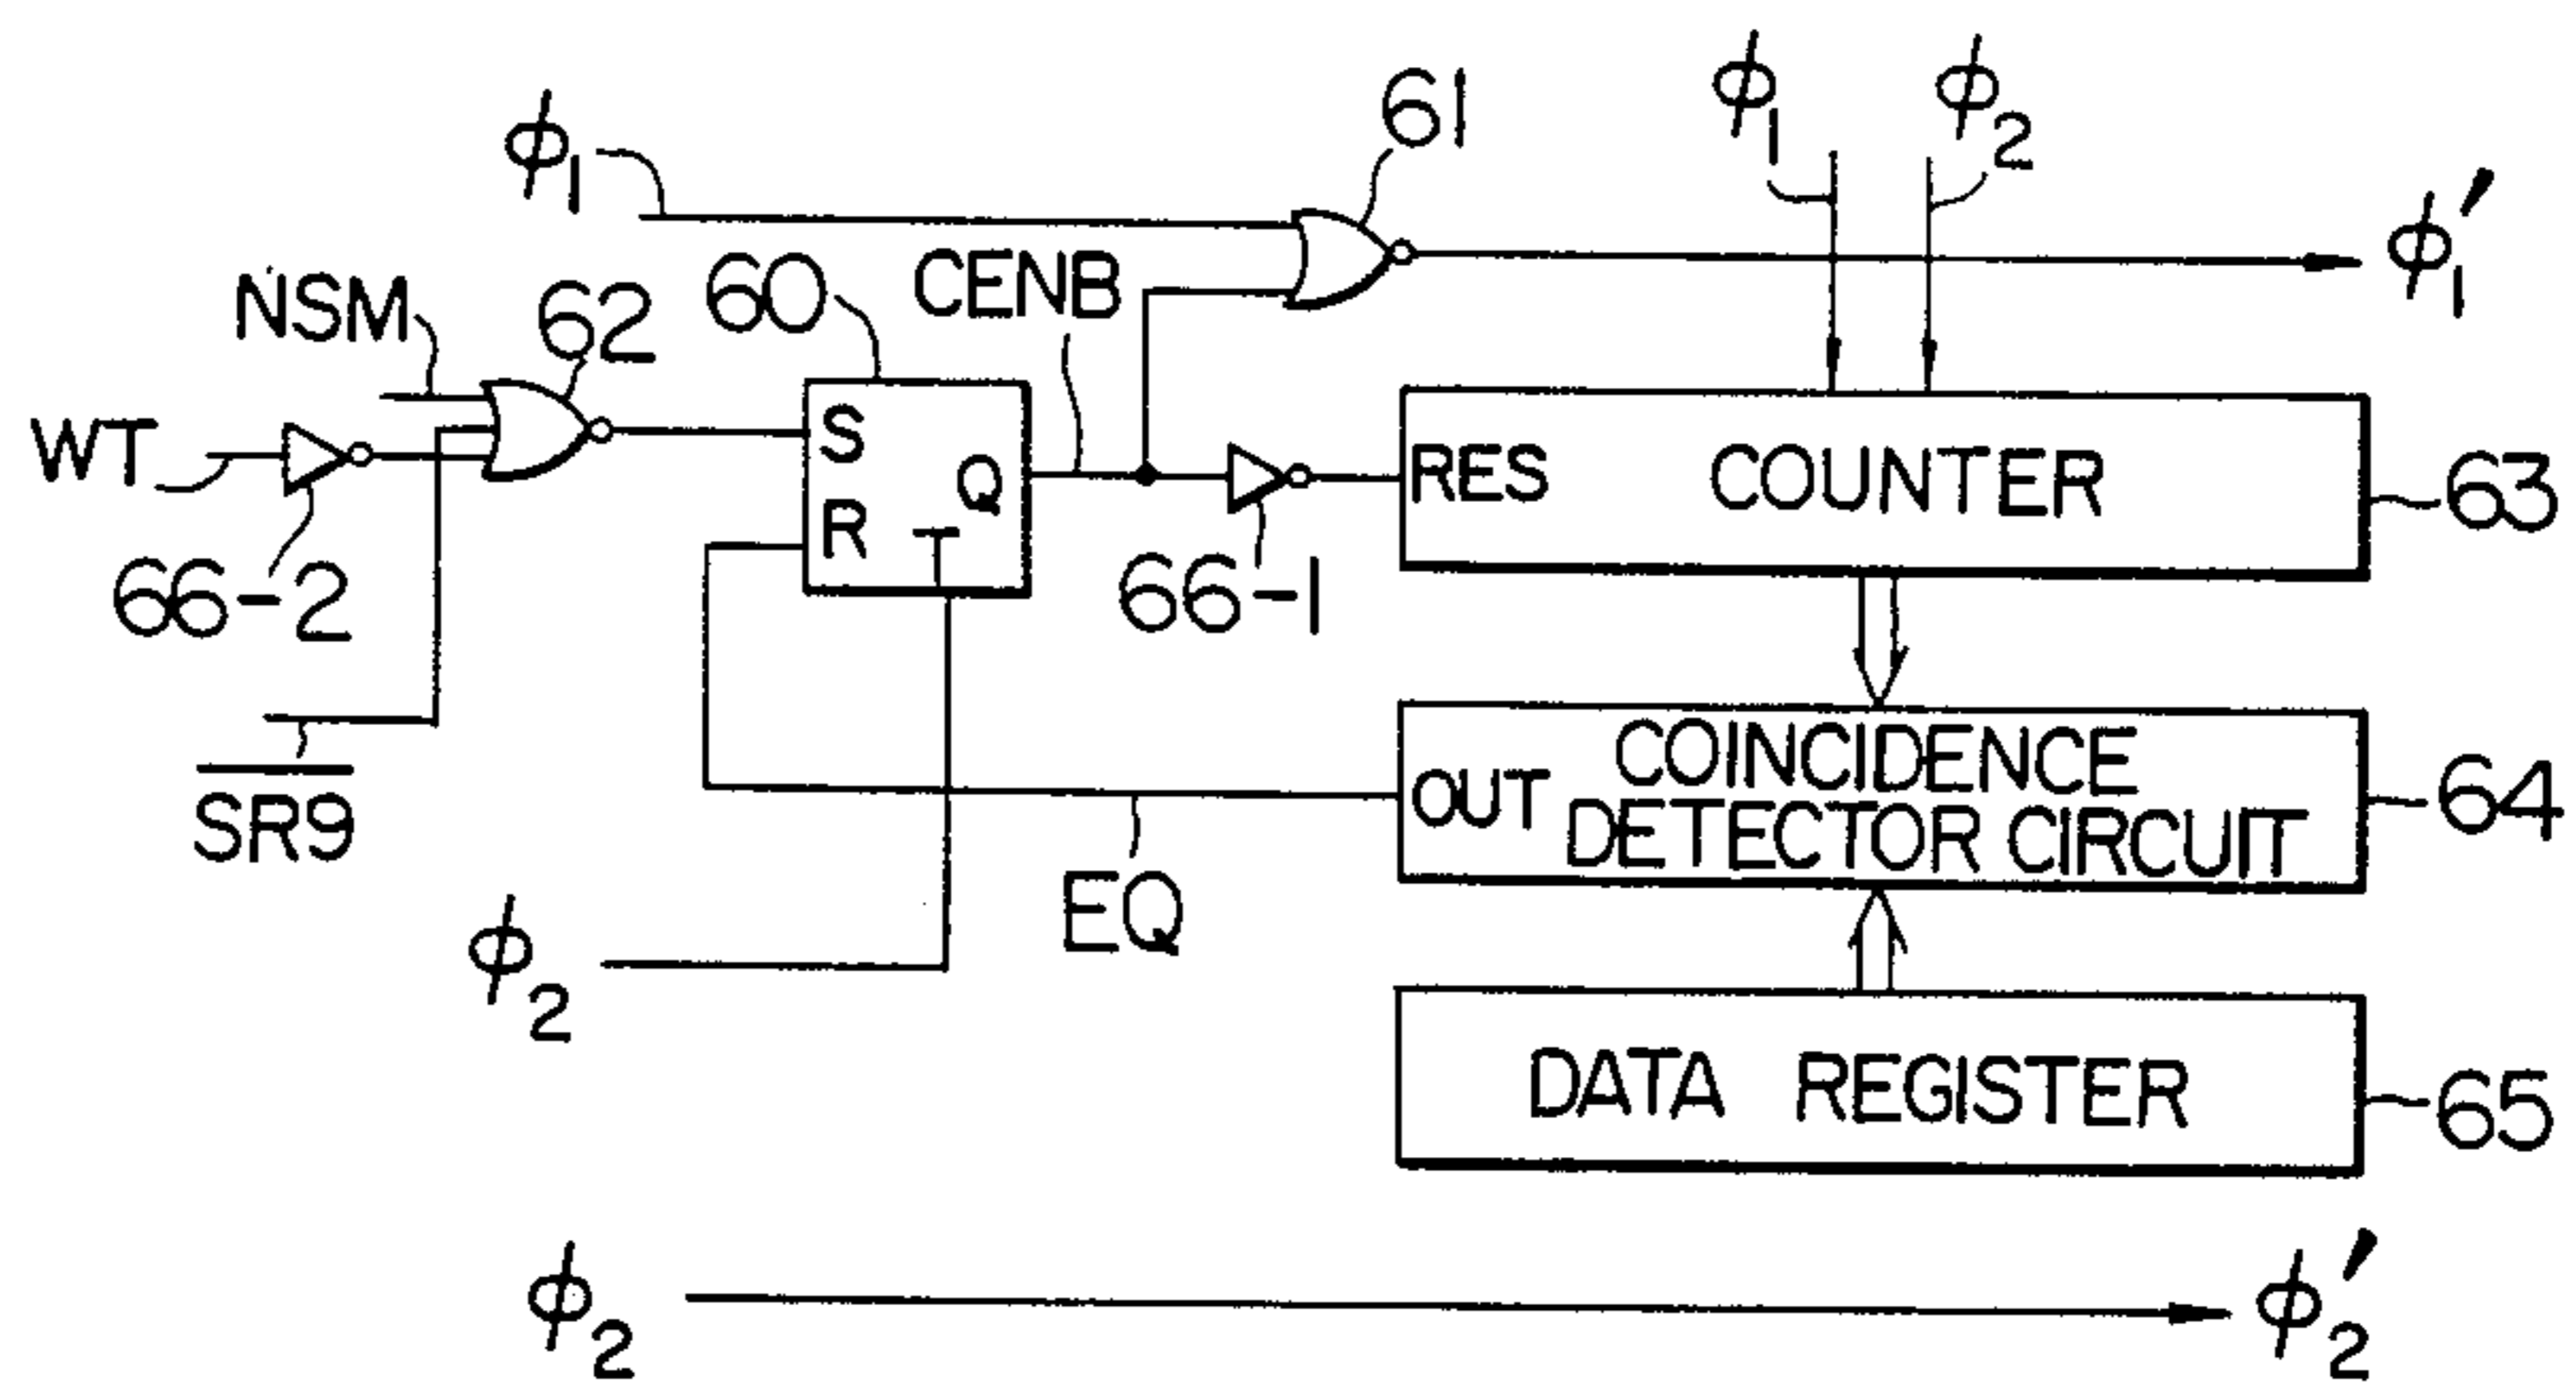 ϕ1
61
ϕ1
ϕ2
ϕ1'
NSM
62
60
CENB
WT
S
R
T
Q
RES
COUNTER
63
66-2
66-1
S̅R̅9̅
OUT
COINCIDENCE
DETECTOR CIRCUIT
64
EQ
ϕ2
DATA REGISTER
65
ϕ2
ϕ2'